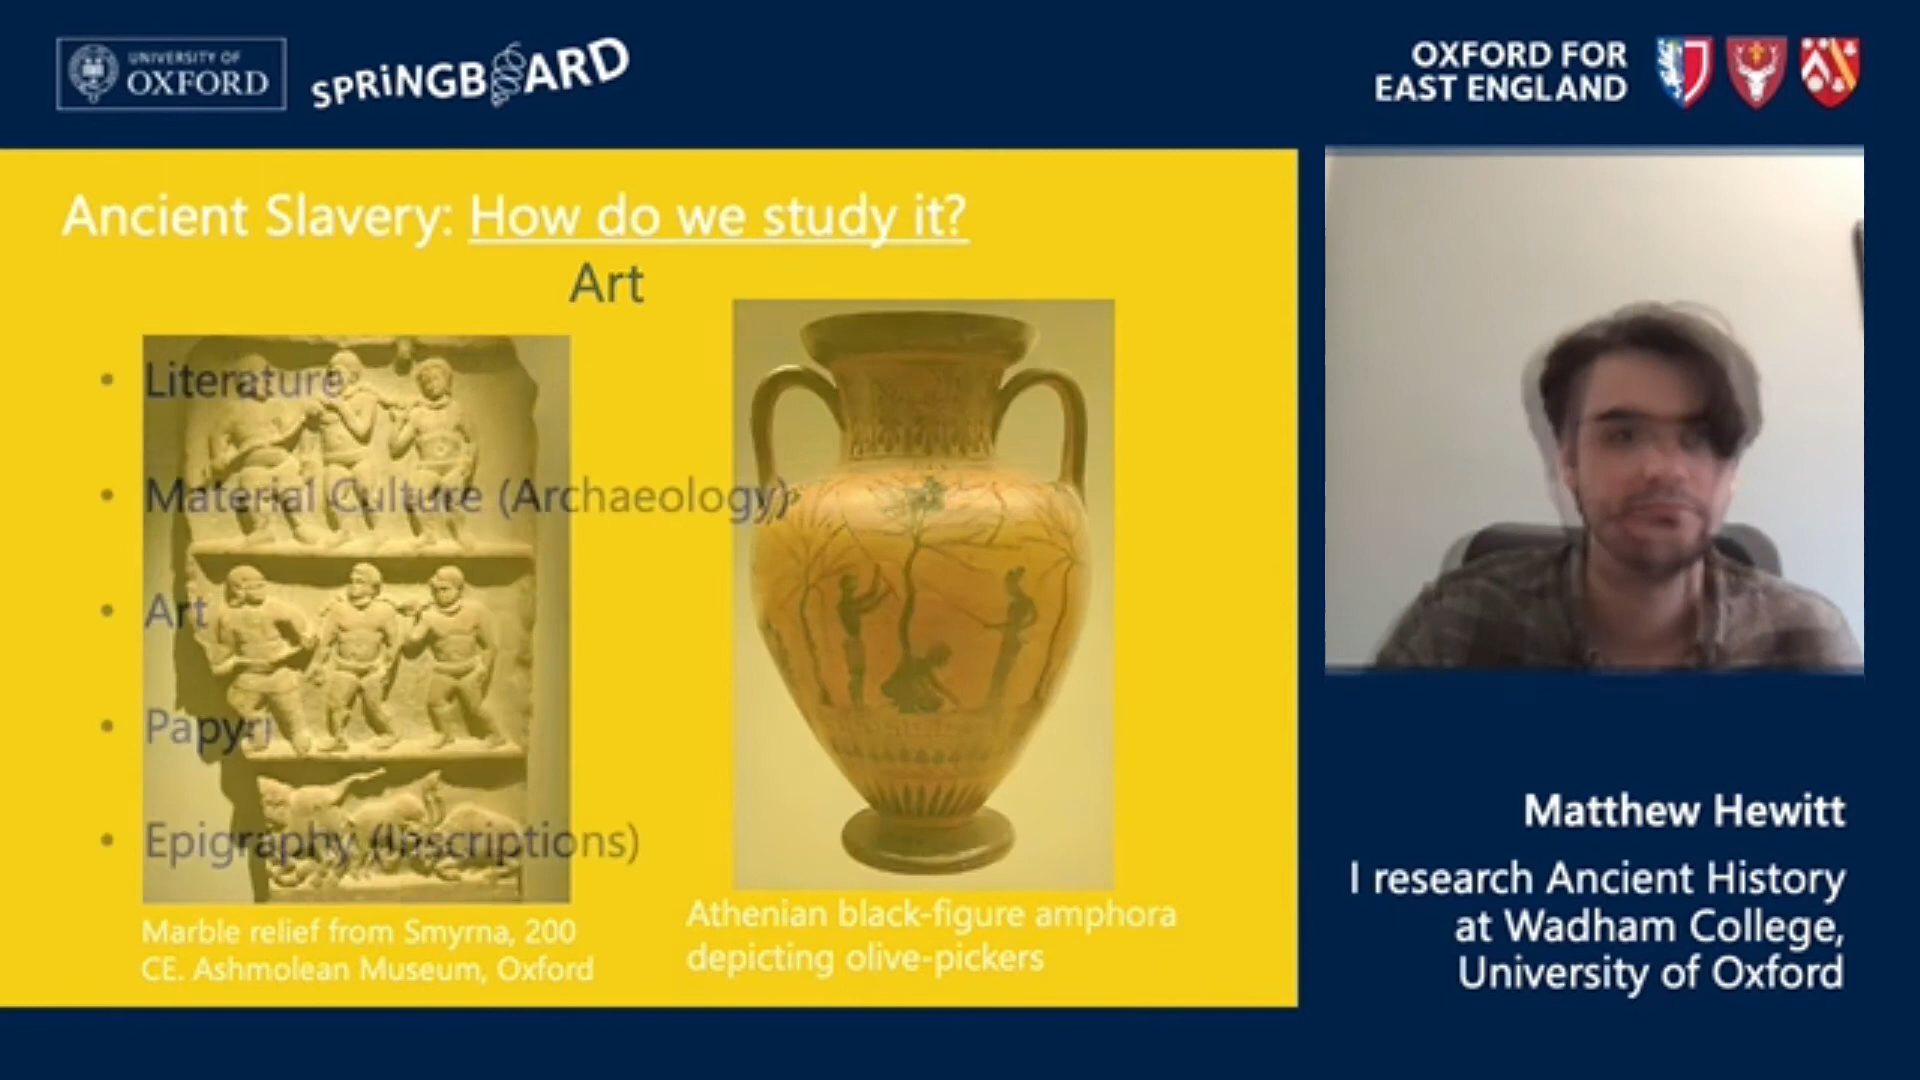 UNIVERSITY OF
OXFORD
SPRiNGBOARD
OXFORD FOR
EAST ENGLAND
Ancient Slavery: How do we study it?
Art
• Literature
• Material Culture (Archaeology)
• Art
• Papyri
• Epigraphy (Inscriptions)
Marble relief from Smyrna, 200
CE. Ashmolean Museum, Oxford
Athenian black-figure amphora
depicting olive-pickers
Matthew Hewitt
I research Ancient History
at Wadham College,
University of Oxford